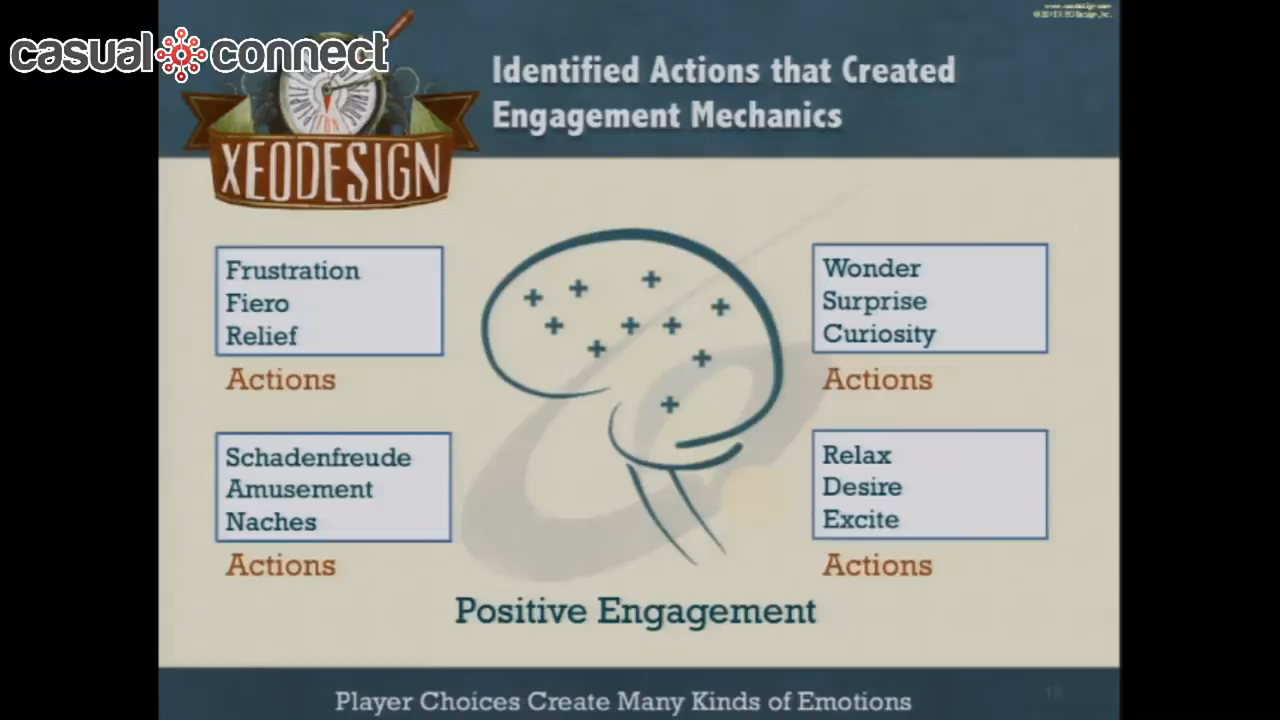 casual connect
XEODESIGN
Identified Actions that Created
Engagement Mechanics
Frustration
Fiero
Relief
Actions
Wonder
Surprise
Curiosity
Actions
Schadenfreude
Amusement
Naches
Actions
Relax
Desire
Excite
Actions
Positive Engagement
Player Choices Create Many Kinds of Emotions